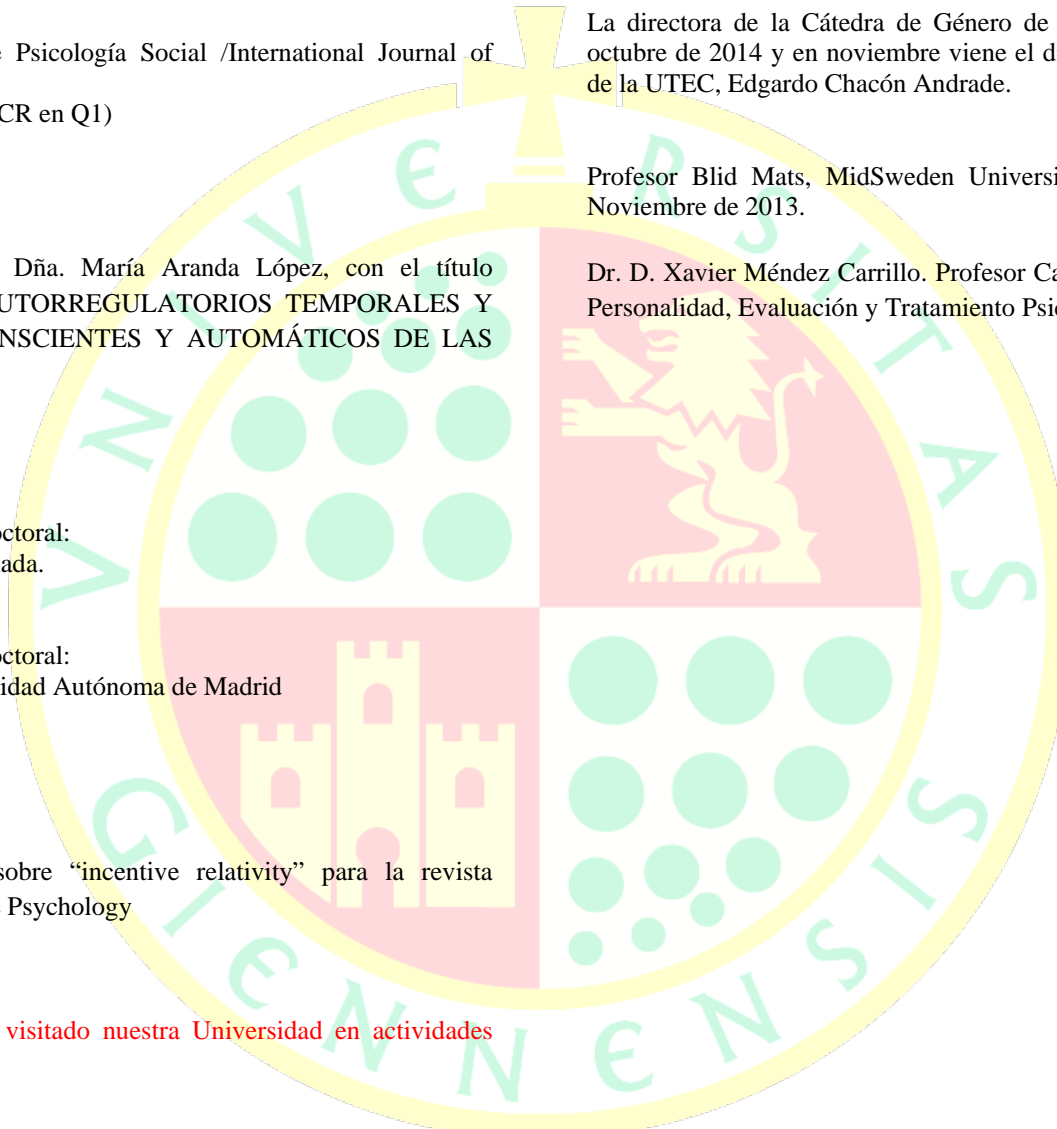 e Psicología Social /International Journal of
CR en Q1)
Dña. María Aranda López, con el título
UTORREGULATORIOS TEMPORALES Y
NSCIENTES Y AUTOMÁTICOS DE LAS
octoral:
nada.
octoral:
idad Autónoma de Madrid
sobre “incentive relativity” para la revista
e Psychology
visitado nuestra Universidad en actividades
La directora de la Cátedra de Género de
octubre de 2014 y en noviembre viene el d
de la UTEC, Edgardo Chacón Andrade.
Profesor Blid Mats, MidSweden Universi
Noviembre de 2013.
Dr. D. Xavier Méndez Carrillo. Profesor Ca
Personalidad, Evaluación y Tratamiento Psic
VNIVERSITAS
GIENNENSIS